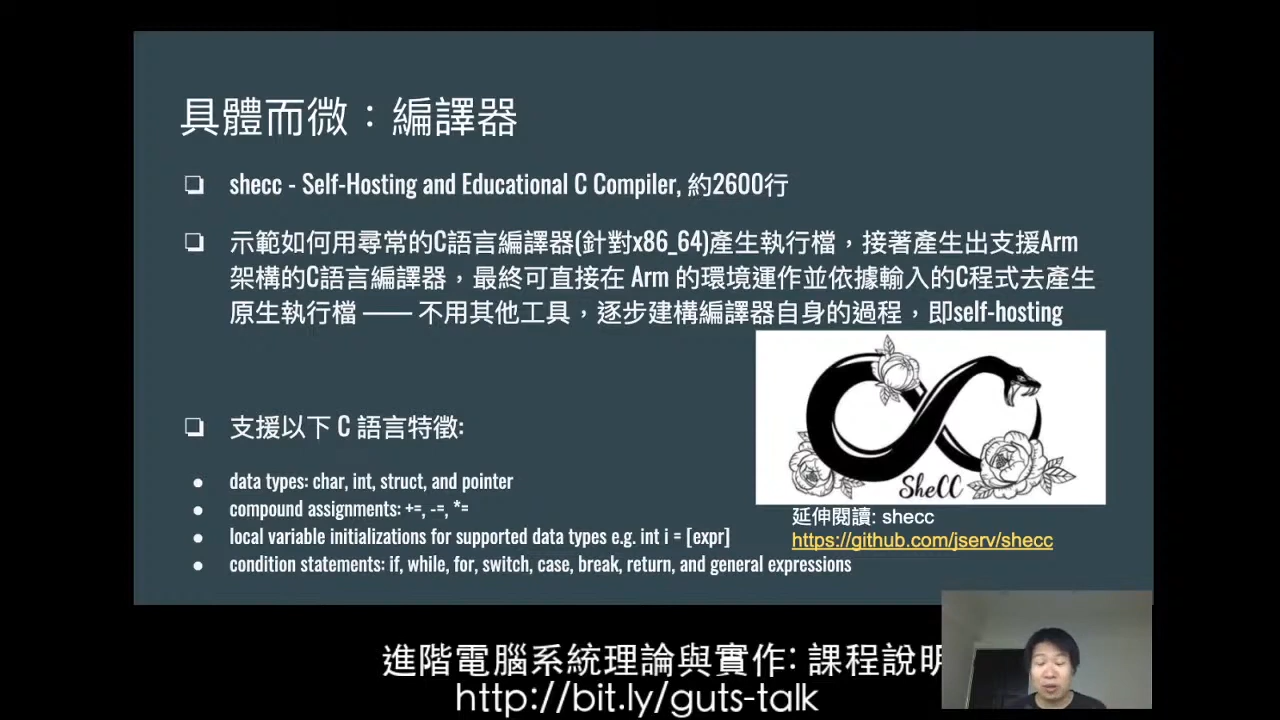 具體而微：編譯器
shecc - Self-Hosting and Educational C Compiler, 約2600行
示範如何用尋常的C語言編譯器(針對x86_64)產生執行檔，接著產生出支援Arm
架構的C語言編譯器，最終可直接在 Arm 的環境運作並依據輸入的C程式去產生
原生執行檔 —— 不用其他工具，逐步建構編譯器自身的過程，即self-hosting
支援以下 C 語言特徵:
data types: char, int, struct, and pointer
compound assignments: +=, -=, *=
local variable initializations for supported data types e.g. int i = [expr]
condition statements: if, while, for, switch, case, break, return, and general expressions
SheCC
延伸閱讀: shecc
https://github.com/jserv/shecc
進階電腦系統理論與實作: 課程說明
http://bit.ly/guts-talk